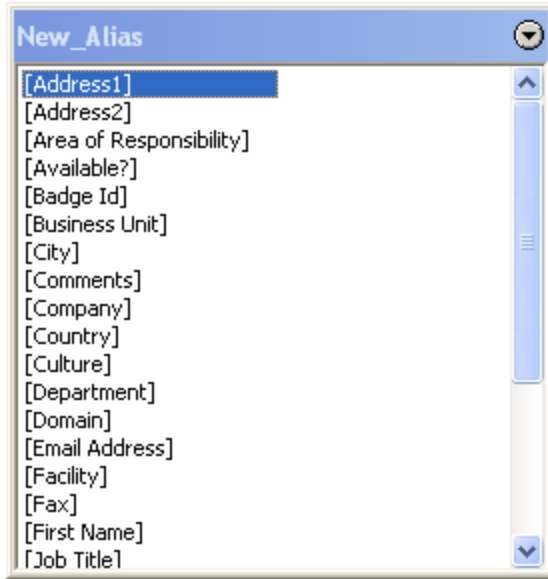 New_Alias
[Address1]
[Address2]
[Area of Responsibility]
[Available?]
[Badge Id]
[Business Unit]
[City]
[Comments]
[Company]
[Country]
[Culture]
[Department]
[Domain]
[Email Address]
[Facility]
[Fax]
[First Name]
[Job Title]